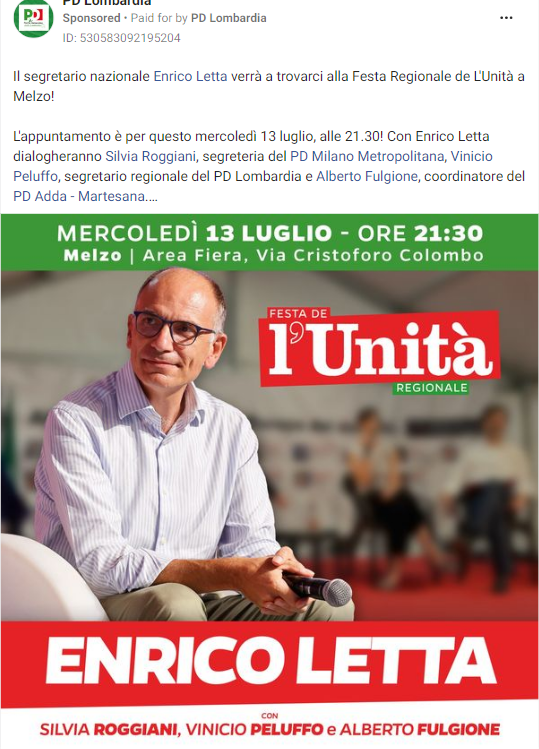 PD Lombardia
Sponsored • Paid for by PD Lombardia
ID: 530583092195204
Il segretario nazionale Enrico Letta verrà a trovarci alla Festa Regionale de L'Unità a
Melzo!
L'appuntamento è per questo mercoledì 13 luglio, alle 21.30! Con Enrico Letta
dialogheranno Silvia Roggiani, segreteria del PD Milano Metropolitana, Vinicio
Peluffo, segretario regionale del PD Lombardia e Alberto Fulgione, coordinatore del
PD Adda - Martesana....
MERCOLEDÌ 13 LUGLIO - ORE 21:30
Melzo | Area Fiera, Via Cristoforo Colombo
FESTA DE
l'Unità
REGIONALE
ENRICO LETTA
CON
SILVIA ROGGIANI, VINICIO PELUFFO e ALBERTO FULGIONE